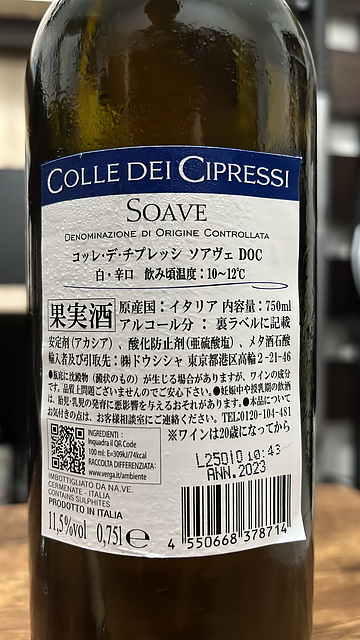 COLLE DEI CIPRESSI
SOAVE
DENOMINAZIONE DI ORIGINE CONTROLLATA
コッレ・デ・チプレッシ ソアヴェ DOC
白・辛口 飲み頃温度：10～12℃
果実酒
原産国：イタリア 内容量：750ml
アルコール分 ： 裏ラベルに記載
安定剤(アカシア)、酸化防止剤(亜硫酸塩)、メタ酒石酸
輸入者及び引取先：㈱ドウシシャ 東京都港区高輪2-21-46
●瓶底に沈殿物（澱状のもの）が生じる場合がありますが、ワインの成分
です。品質上問題ございませんのでご安心下さい。●妊娠中や授乳期の飲酒
は、胎児・乳児の発育に悪影響を与えるおそれがあります。●本品について
お気付きの点は、お客様相談室にご連絡ください。TEL0120-104-481
※ワインは20歳になってから
INGREDIENTI :
Inquadra il QR Code
100 ml: E=309kJ/74kcal
RACCOLTA DIFFERENZIATA:
www.verga.it/ambiente
L25010 10:43
ANN.2023
IMBOTTIGLIATO DA NA.VE.
CERMENATE - ITALIA
CONTAINS SULPHITES
PRODOTTO IN ITALIA
11,5%vol 0,75l ℮
4 550668 378714